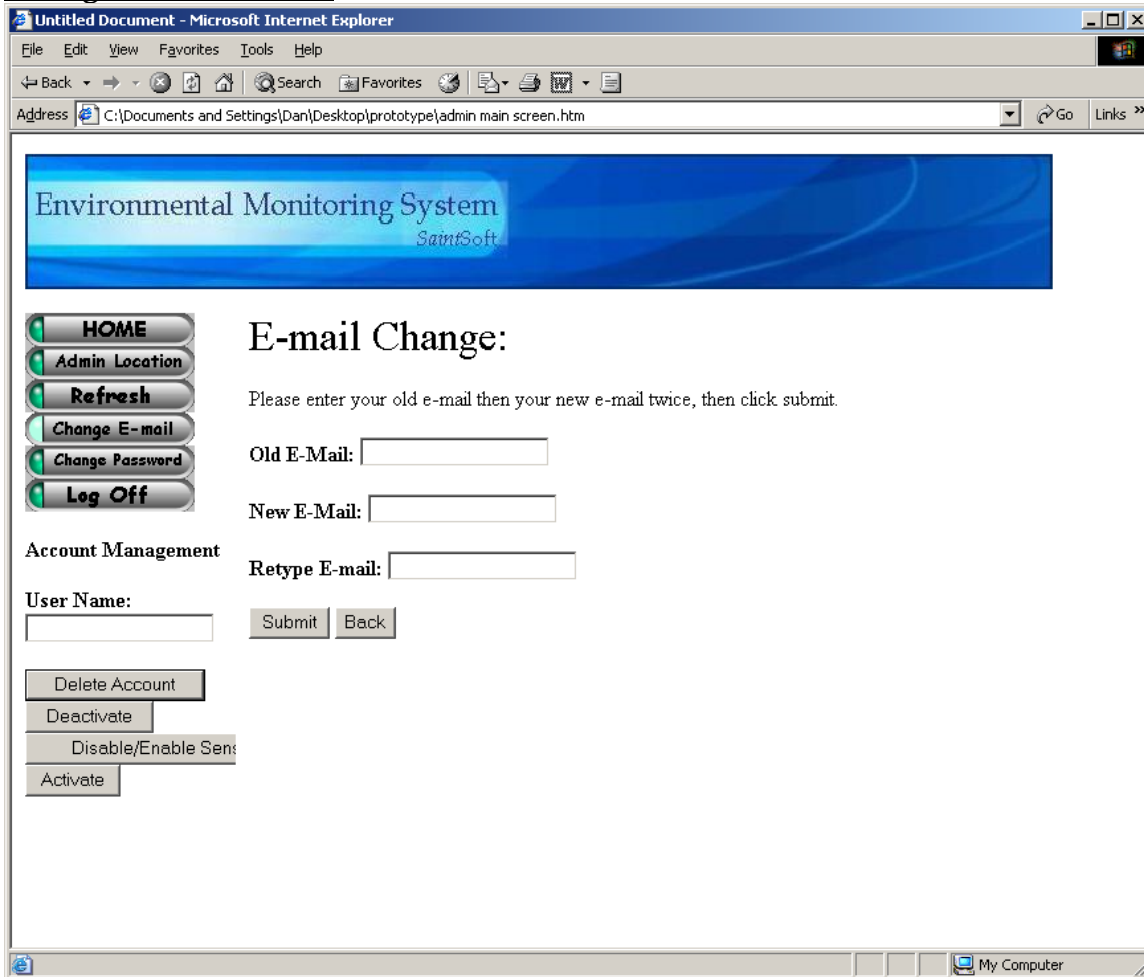 Untitled Document - Microsoft Internet Explorer
File Edit View Favorites Tools Help
Back Search Favorites
Address C:\Documents and Settings\Dan\Desktop\prototype\admin main screen.htm Go Links »
Environmental Monitoring System
SaintSoft
HOME
Admin Location
Refresh
Change E-mail
Change Password
Log Off
Account Management
User Name:
Delete Account
Deactivate
Disable/Enable Sens
Activate
E-mail Change:
Please enter your old e-mail then your new e-mail twice, then click submit.
Old E-Mail:
New E-Mail:
Retype E-mail:
Submit Back
My Computer